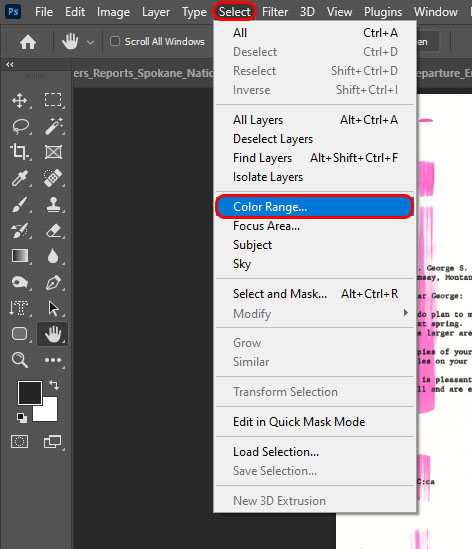 Ps File Edit Image Layer Type Select Filter 3D View Plugins Window
Scroll All Windows
ers_Reports_Spokane_Natio
eparture_En
All Ctrl+A
Deselect Ctrl+D
Reselect Shift+Ctrl+D
Inverse Shift+Ctrl+I
All Layers Alt+Ctrl+A
Deselect Layers
Find Layers Alt+Shift+Ctrl+F
Isolate Layers
Color Range...
Focus Area...
Subject
Sky
Select and Mask... Alt+Ctrl+R
Modify
Grow
Similar
Transform Selection
Edit in Quick Mask Mode
Load Selection...
Save Selection...
New 3D Extrusion
. George S.
msay, Montan
ar George:
do plan to m
xt spring.
e larger are
pies of your
les on your
is pleasant
ll and are e
C:ca